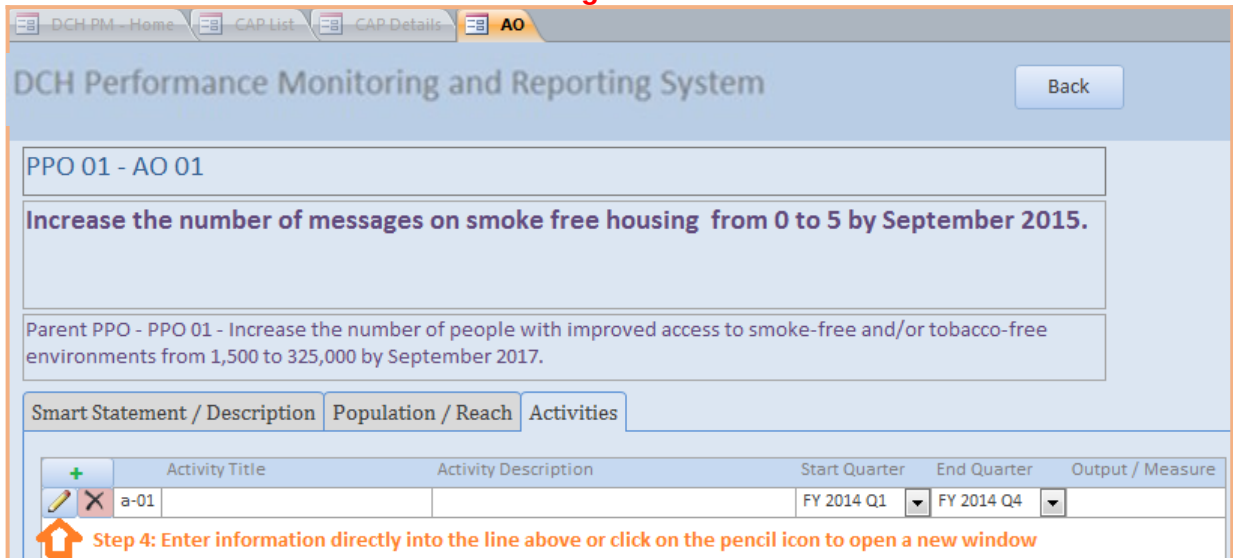 DCH PM - Home CAP List CAP Details AO
DCH Performance Monitoring and Reporting System Back
PPO 01 - AO 01
Increase the number of messages on smoke free housing from 0 to 5 by September 2015.
Parent PPO - PPO 01 - Increase the number of people with improved access to smoke-free and/or tobacco-free
environments from 1,500 to 325,000 by September 2017.
Smart Statement / Description Population / Reach Activities
+ Activity Title Activity Description Start Quarter End Quarter Output / Measure
a-01 FY 2014 Q1 FY 2014 Q4
Step 4: Enter information directly into the line above or click on the pencil icon to open a new window